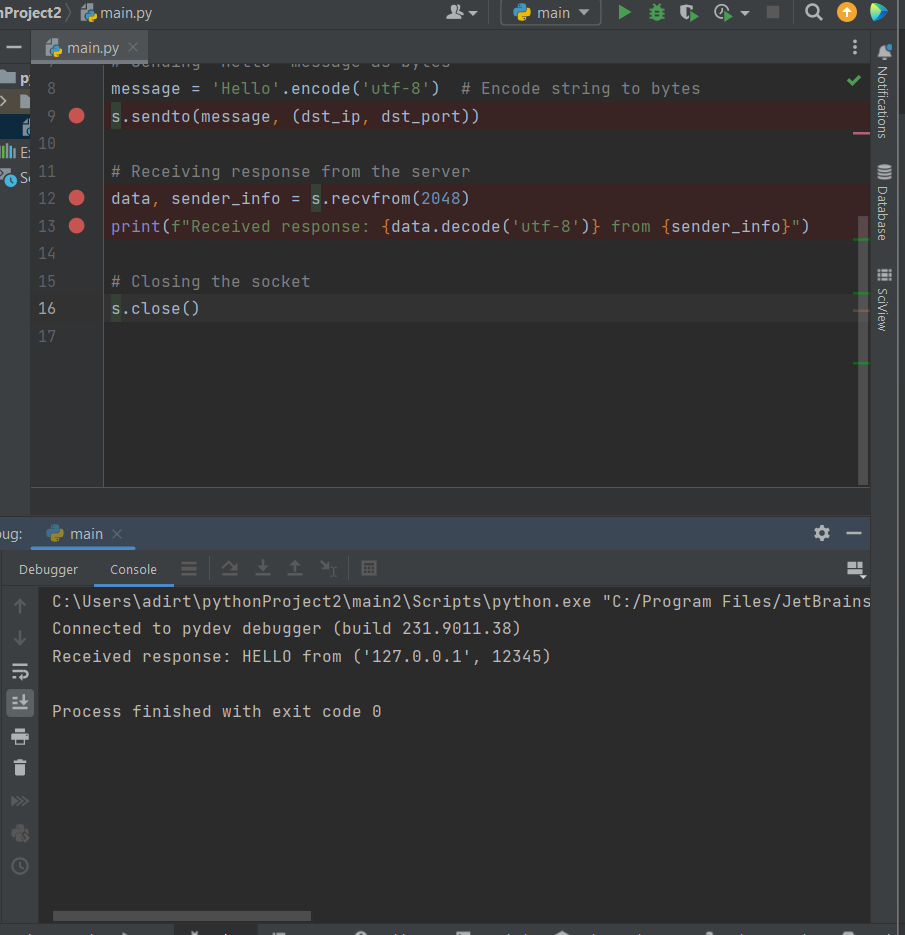 nProject2 main.py
main
main.py
py
# Sending 'Hello' message as bytes
8 message = 'Hello'.encode('utf-8')  # Encode string to bytes
9 s.sendto(message, (dst_ip, dst_port))
10
11 # Receiving response from the server
12 data, sender_info = s.recvfrom(2048)
13 print(f"Received response: {data.decode('utf-8')} from {sender_info}")
14
15 # Closing the socket
16 s.close()
17
Ex
Sc
Notifications
Database
SciView
bug: main
Debugger Console
C:\Users\adirt\pythonProject2\main2\Scripts\python.exe "C:/Program Files/JetBrains
Connected to pydev debugger (build 231.9011.38)
Received response: HELLO from ('127.0.0.1', 12345)
Process finished with exit code 0